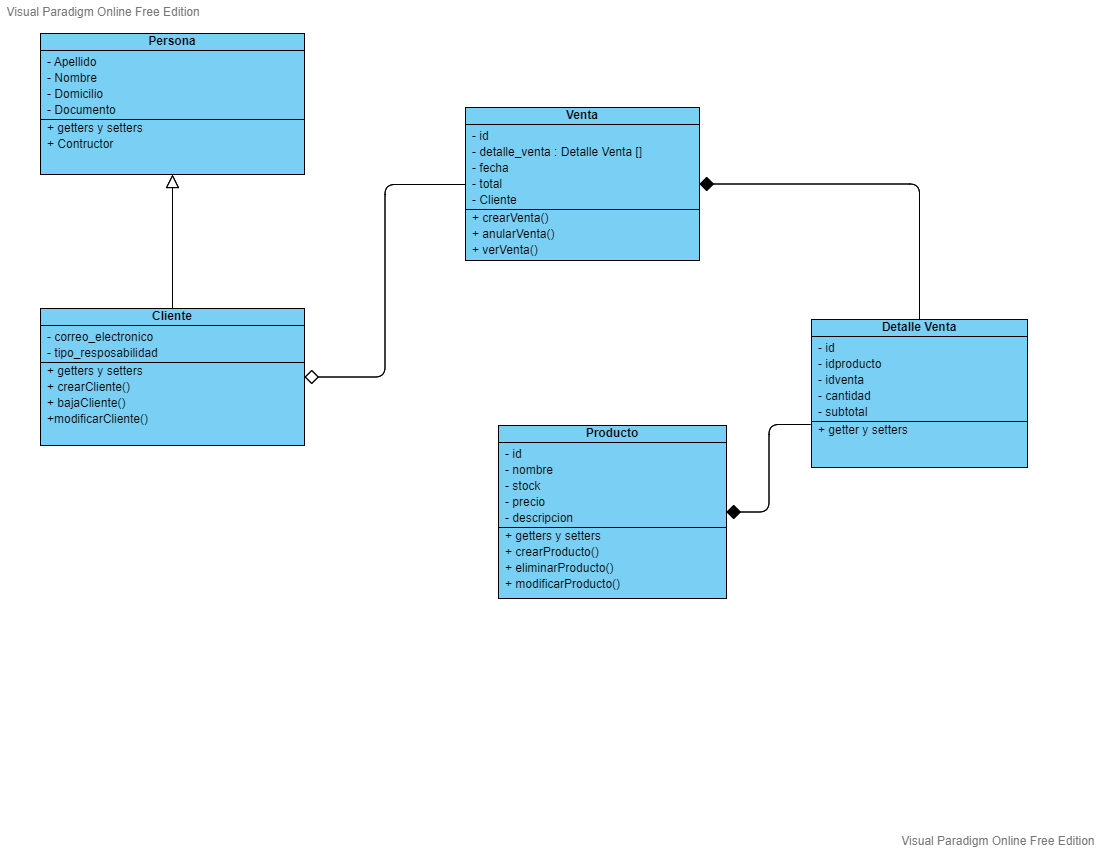 Visual Paradigm Online Free Edition
Persona
- Apellido
- Nombre
- Domicilio
- Documento
+ getters y setters
+ Contructor
Venta
- id
- detalle_venta : Detalle Venta []
- fecha
- total
- Cliente
+ crearVenta()
+ anularVenta()
+ verVenta()
Cliente
- correo_electronico
- tipo_resposabilidad
+ getters y setters
+ crearCliente()
+ bajaCliente()
+modificarCliente()
Detalle Venta
- id
- idproducto
- idventa
- cantidad
- subtotal
+ getter y setters
Producto
- id
- nombre
- stock
- precio
- descripcion
+ getters y setters
+ crearProducto()
+ eliminarProducto()
+ modificarProducto()
Visual Paradigm Online Free Edition